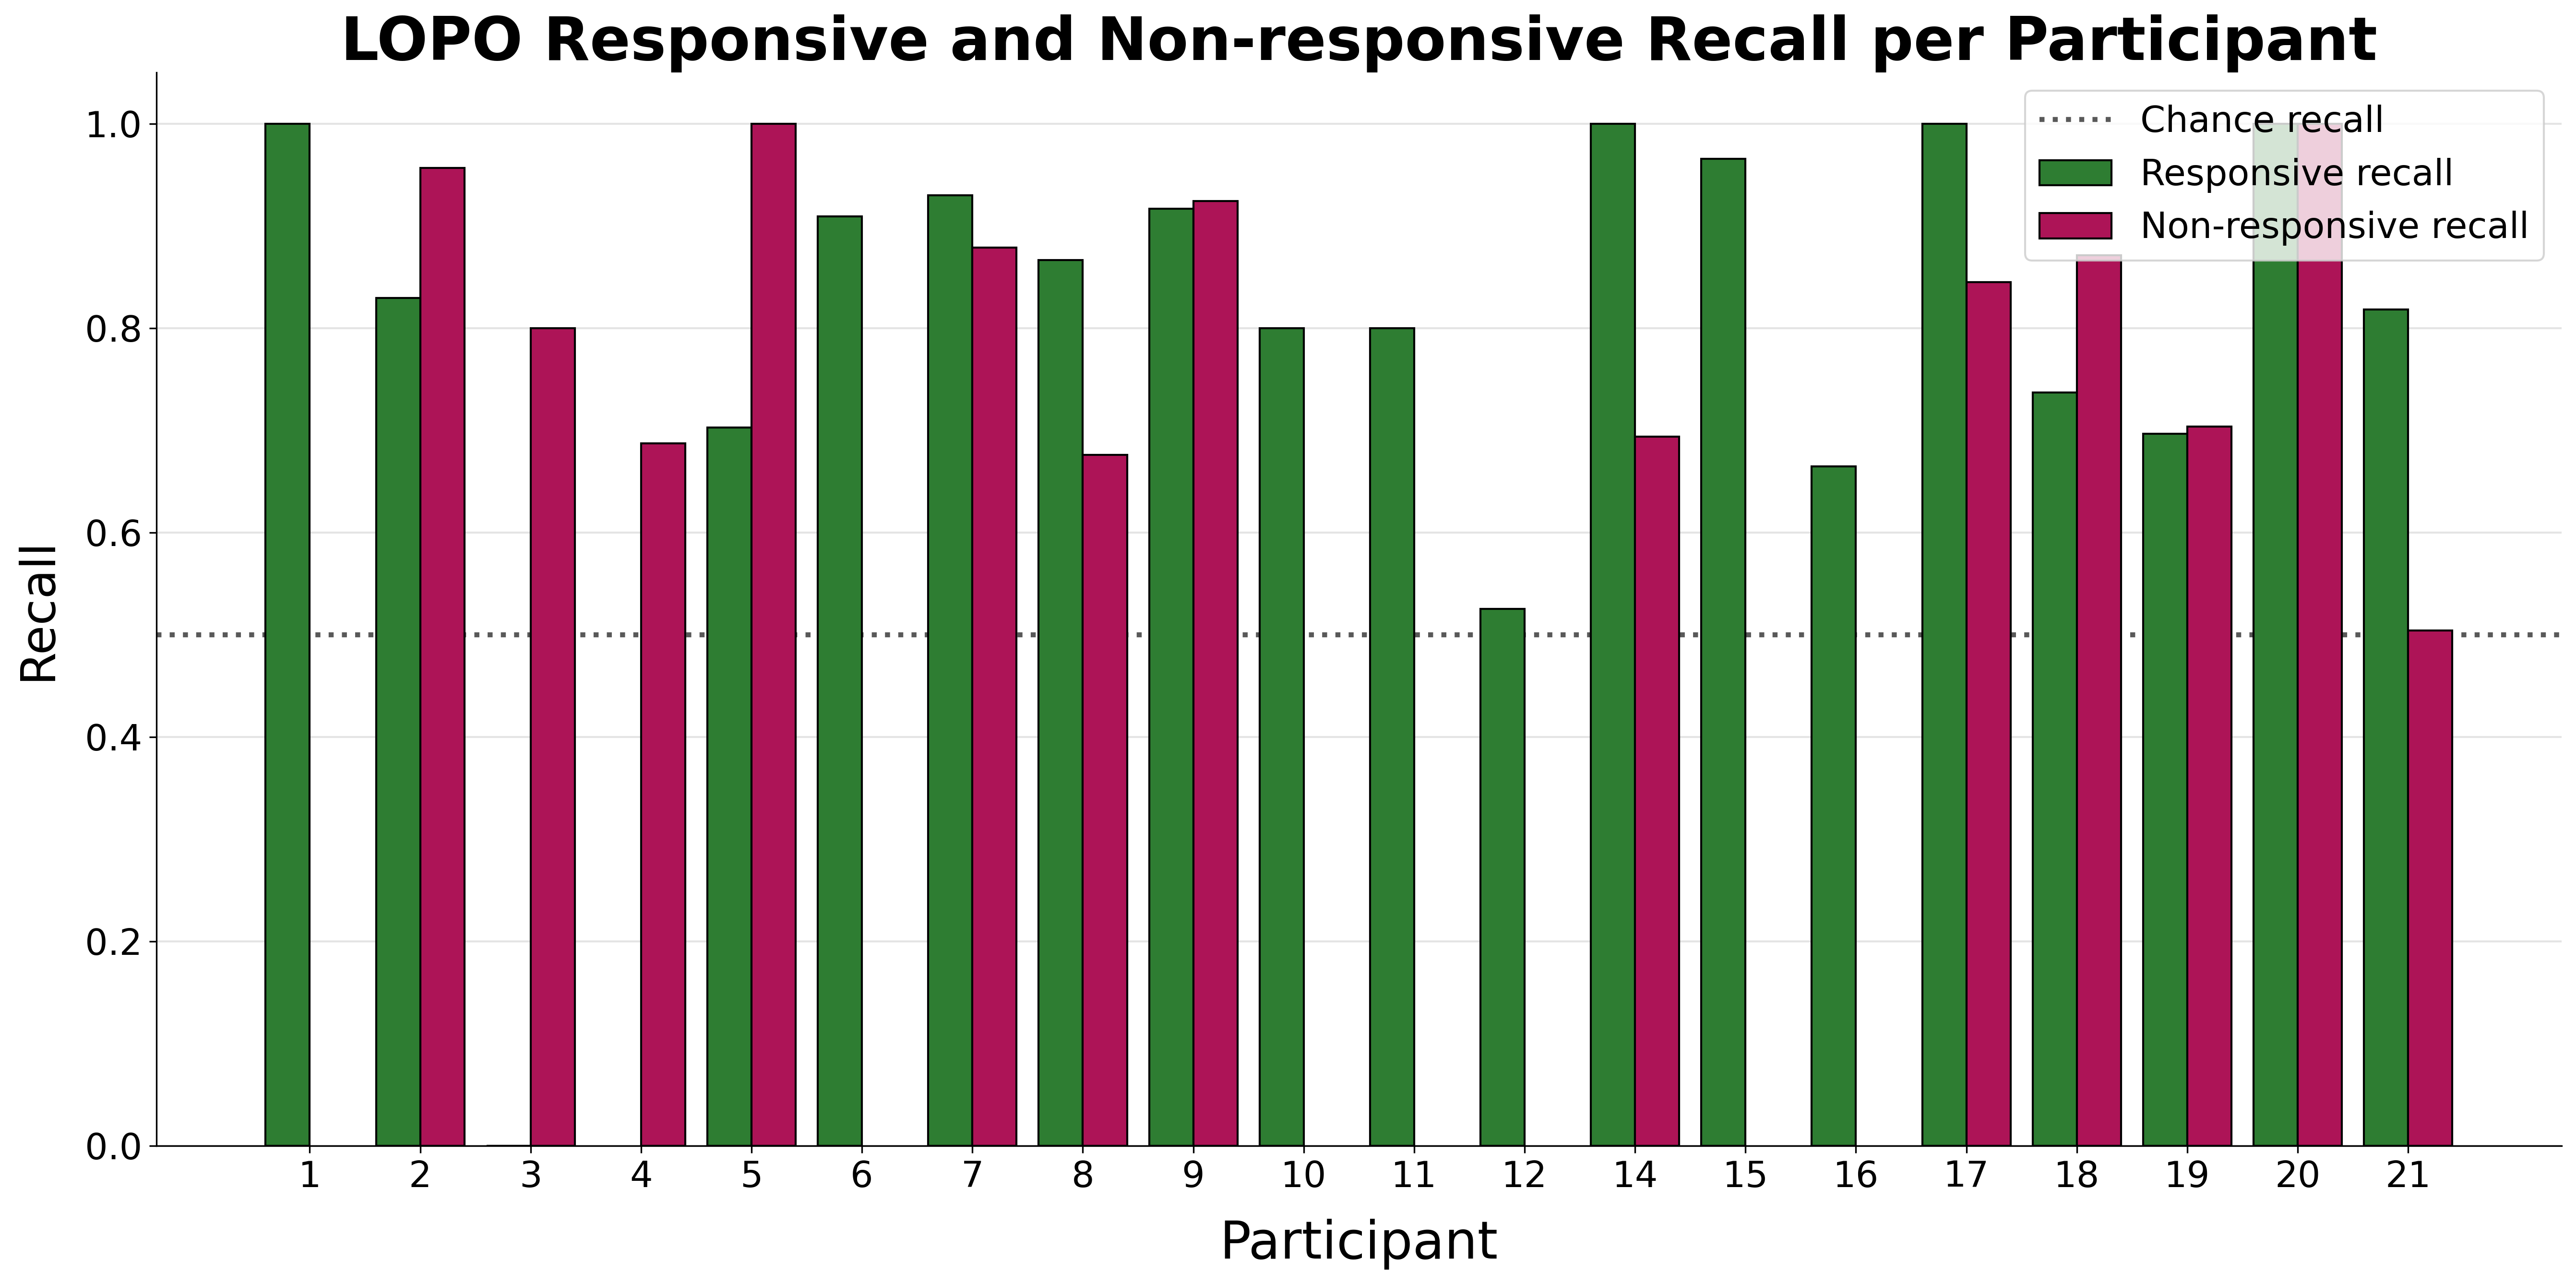 LOPO Responsive and Non-responsive Recall per Participant
Chance recall
Responsive recall
Non-responsive recall
1.0
0.8
0.6
0.4
0.2
0.0
Recall
1 2 3 4 5 6 7 8 9 10 11 12 14 15 16 17 18 19 20 21
Participant